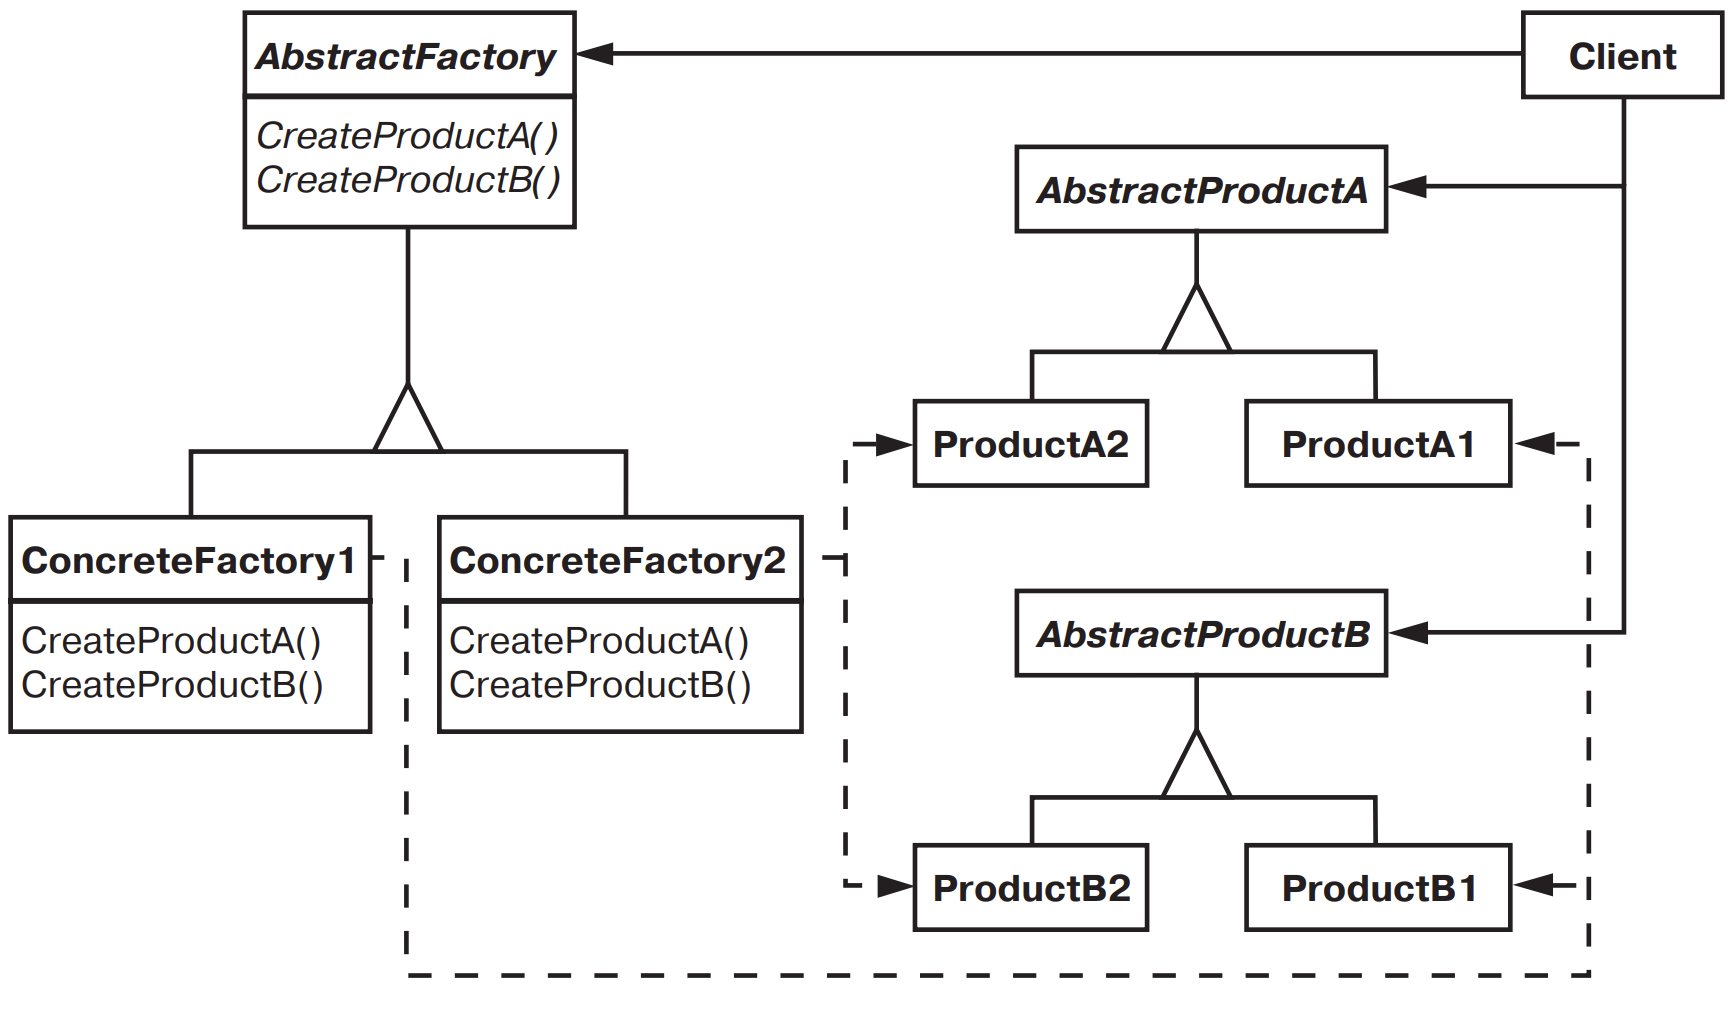 AbstractFactory
CreateProductA()
CreateProductB()
Client
AbstractProductA
ProductA2
ProductA1
ConcreteFactory1
CreateProductA()
CreateProductB()
ConcreteFactory2
CreateProductA()
CreateProductB()
AbstractProductB
ProductB2
ProductB1